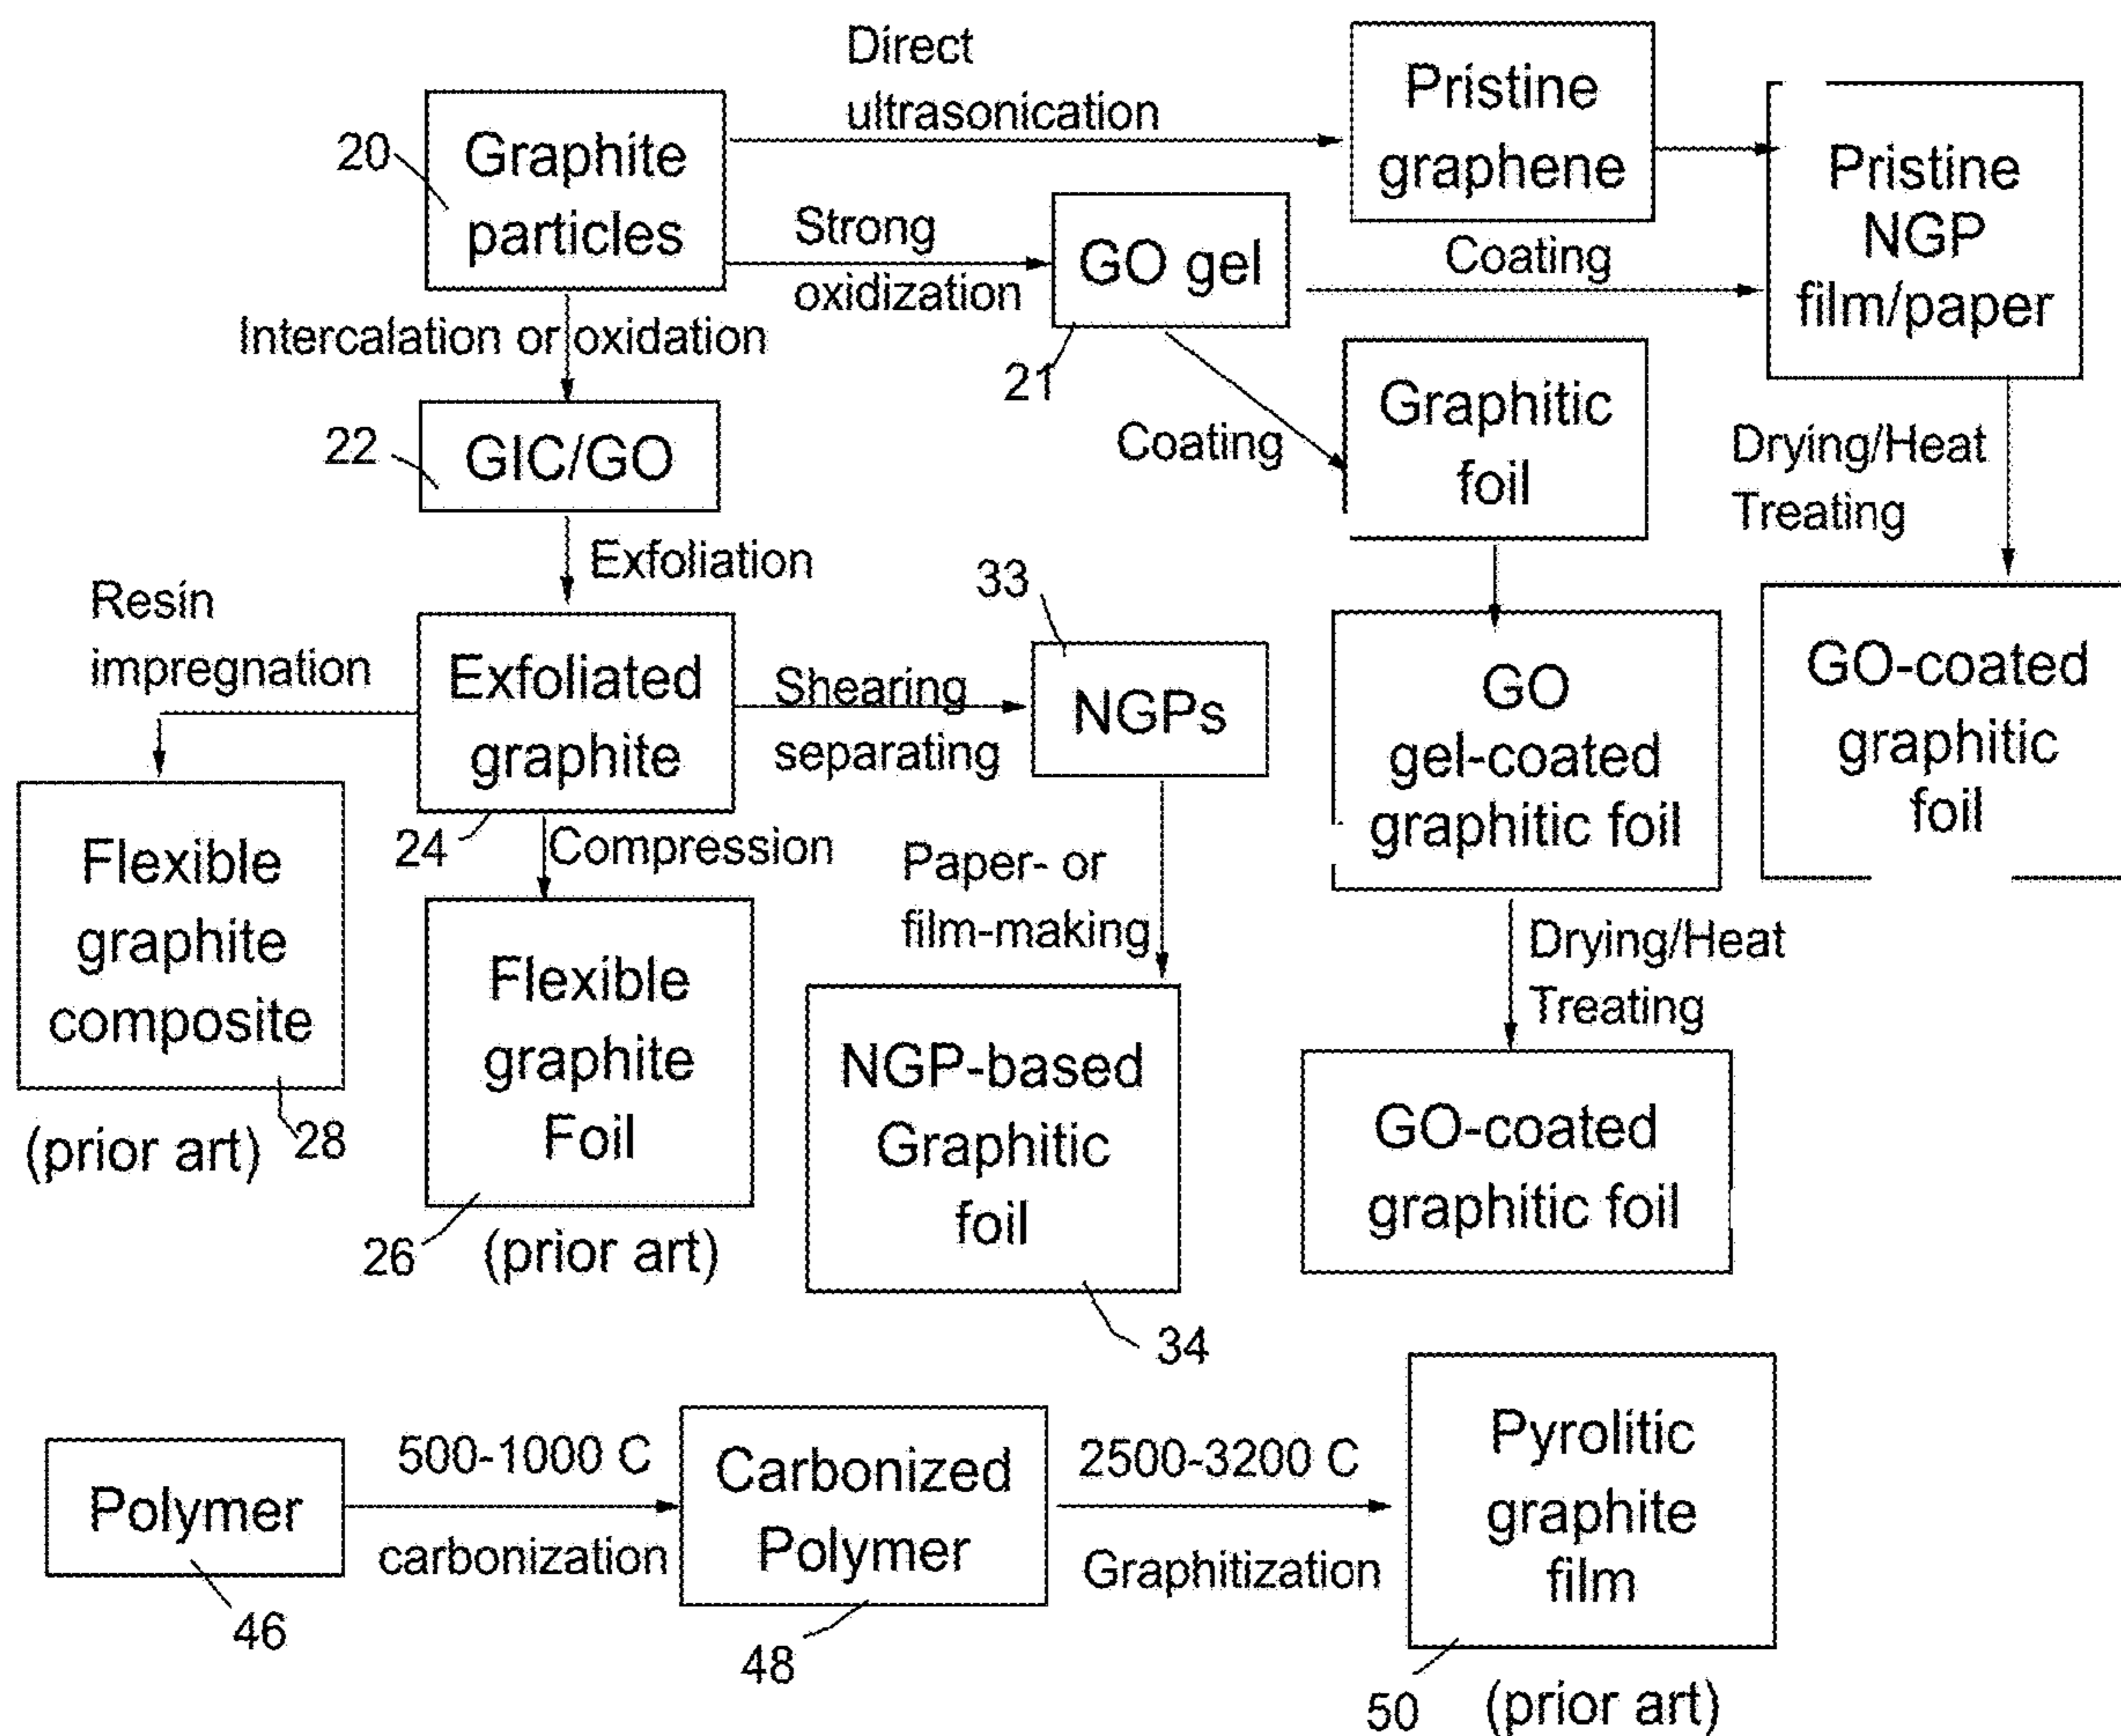 Direct
ultrasonication
Pristine
graphene
Pristine
NGP
film/paper
20
Graphite
particles
Strong
oxidization
GO gel
21
Coating
Intercalation or oxidation
GIC/GO
22
Coating
Graphitic
foil
Drying/Heat
Treating
Exfoliation
Resin
impregnation
Exfoliated
graphite
24
Shearing
separating
33
NGPs
GO
gel-coated
graphitic foil
GO-coated
graphitic
foil
Flexible
graphite
composite
(prior art)
28
Compression
Flexible
graphite
Foil
26
(prior art)
Paper- or
film-making
NGP-based
Graphitic
foil
34
Drying/Heat
Treating
GO-coated
graphitic foil
Polymer
46
500-1000 C
carbonization
Carbonized
Polymer
48
2500-3200 C
Graphitization
Pyrolitic
graphite
film
50
(prior art)